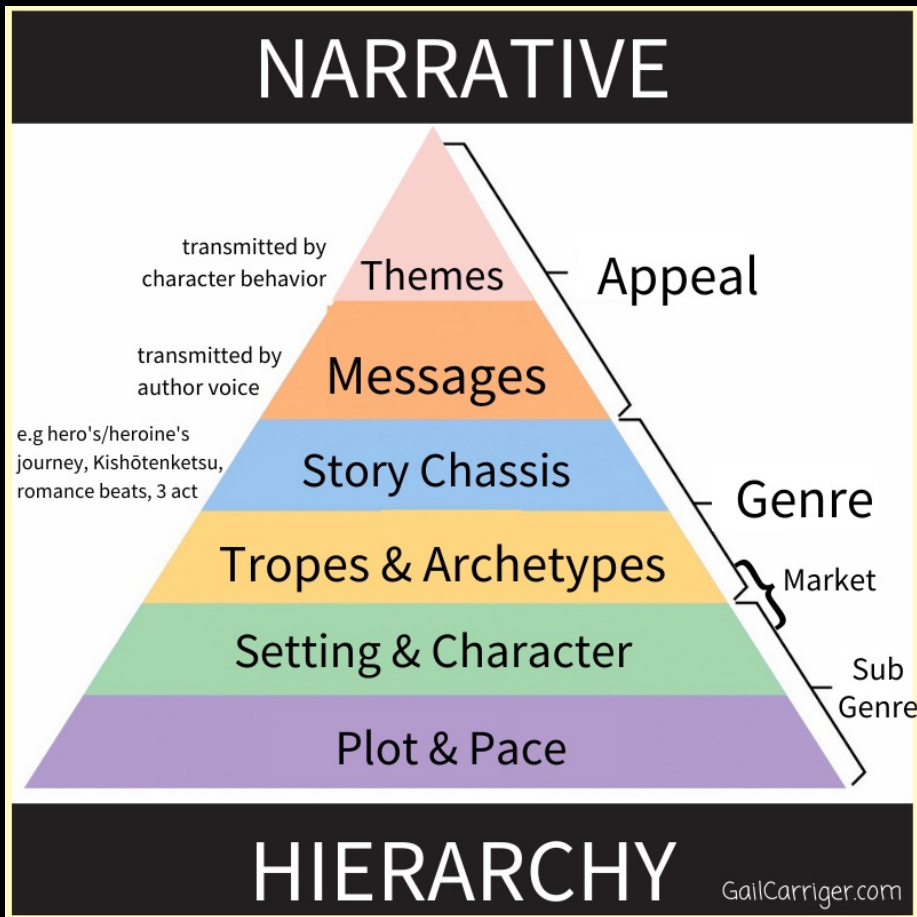 NARRATIVE
transmitted by
character behavior
Themes
Appeal
transmitted by
author voice
Messages
e.g hero's/heroine's
journey, Kishōtenketsu,
romance beats, 3 act
Story Chassis
Genre
Tropes & Archetypes
Market
Setting & Character
Sub
Genre
Plot & Pace
HIERARCHY
GailCarriger.com